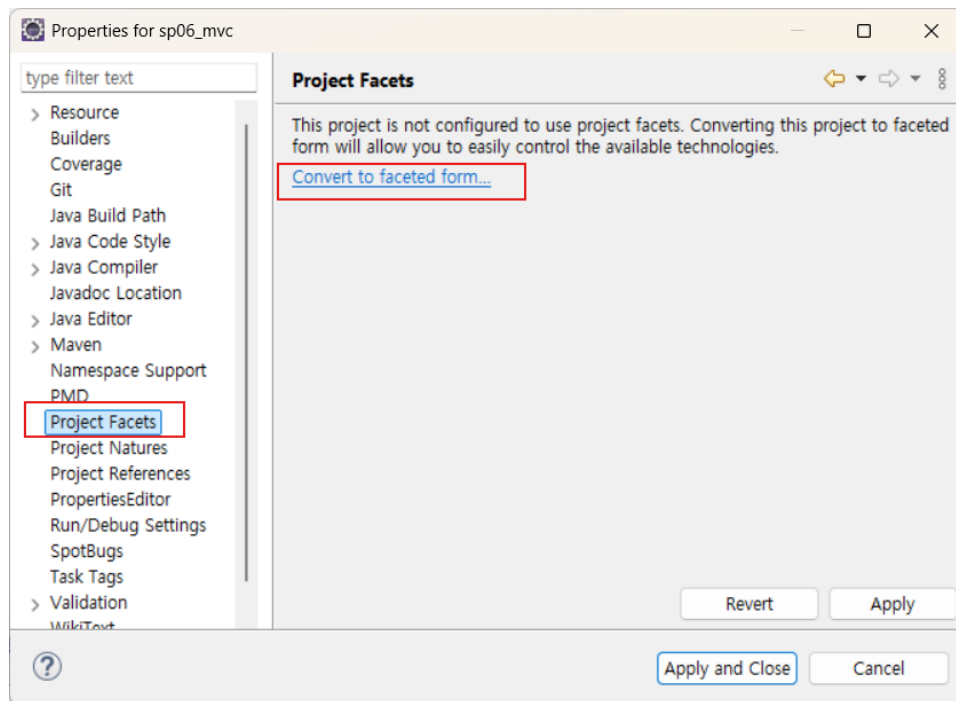 Properties for sp06_mvc
type filter text
Resource
Builders
Coverage
Git
Java Build Path
Java Code Style
Java Compiler
Javadoc Location
Java Editor
Maven
Namespace Support
PMD
Project Facets
Project Natures
Project References
PropertiesEditor
Run/Debug Settings
SpotBugs
Task Tags
Validation
WikiText
Project Facets
This project is not configured to use project facets. Converting this project to faceted
form will allow you to easily control the available technologies.
Convert to faceted form...
Revert
Apply
Apply and Close
Cancel